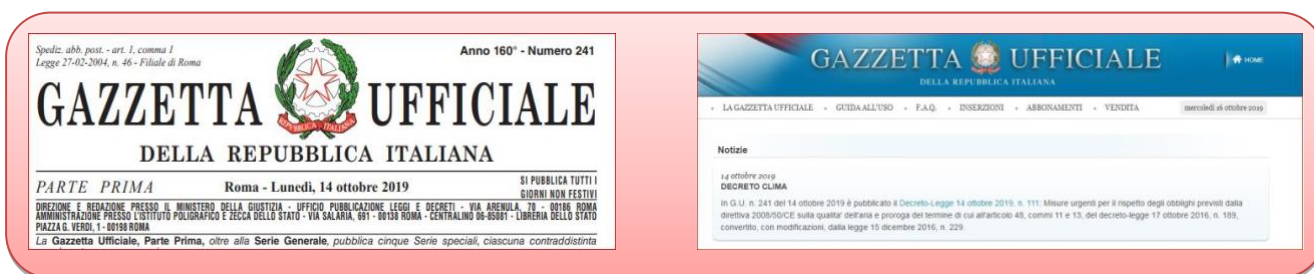 Spediz. abb. post. - art. 1, comma 1
Legge 27-02-2004, n. 46 - Filiale di Roma
Anno 160° - Numero 241
GAZZETTA UFFICIALE
REPVBBLICA ITALIANA
DELLA REPUBBLICA ITALIANA
PARTE PRIMA
Roma - Lunedì, 14 ottobre 2019
SI PUBBLICA TUTTI I
GIORNI NON FESTIVI
DIREZIONE E REDAZIONE PRESSO IL MINISTERO DELLA GIUSTIZIA - UFFICIO PUBBLICAZIONE LEGGI E DECRETI - VIA ARENULA, 70 - 00186 ROMA
AMMINISTRAZIONE PRESSO L'ISTITUTO POLIGRAFICO E ZECCA DELLO STATO - VIA SALARIA, 691 - 00138 ROMA - CENTRALINO 06-85081 - LIBRERIA DELLO STATO
PIAZZA G. VERDI, 1 - 00198 ROMA
La Gazzetta Ufficiale, Parte Prima, oltre alla Serie Generale, pubblica cinque Serie speciali, ciascuna contraddistinta
GAZZETTA UFFICIALE
DELLA REPUBBLICA ITALIANA
HOME
LA GAZZETTA UFFICIALE GUIDA ALL'USO F.A.Q. INSERZIONI ABBONAMENTI VENDITA
mercoledì 16 ottobre 2019
Notizie
14 ottobre 2019
DECRETO CLIMA
In G.U. n. 241 del 14 ottobre 2019 è pubblicato il Decreto-Legge 14 ottobre 2019, n. 111: Misure urgenti per il rispetto degli obblighi previsti dalla
direttiva 2008/50/CE sulla qualita' dell'aria e proroga del termine di cui all'articolo 48, commi 11 e 13, del decreto-legge 17 ottobre 2016, n. 189,
convertito, con modificazioni, dalla legge 15 dicembre 2016, n. 229.